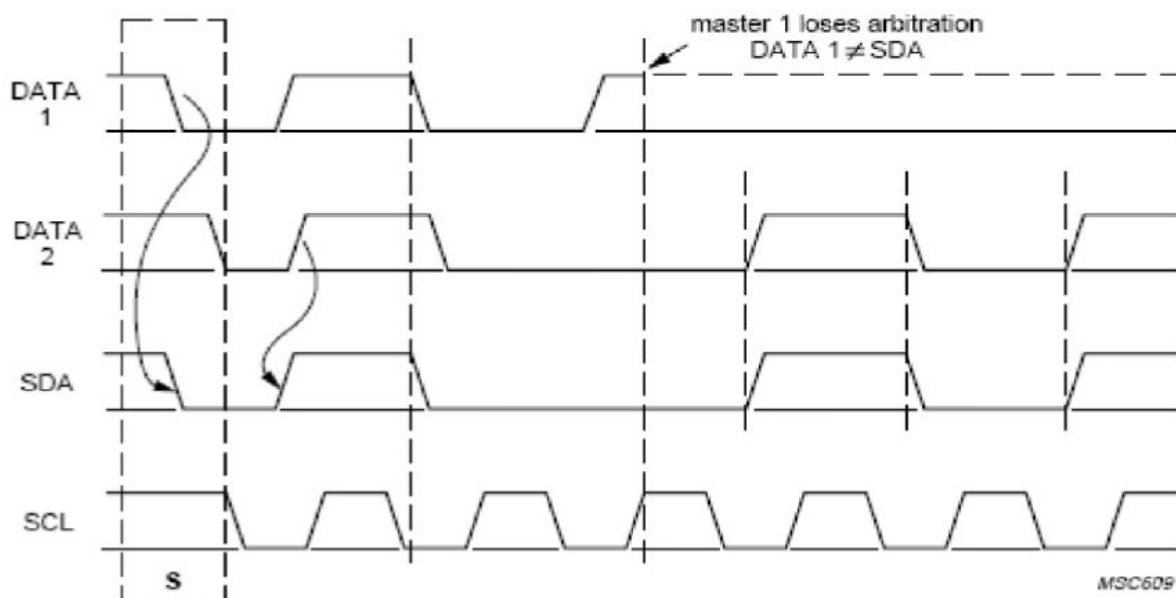 master 1 loses arbitration
DATA 1 ≠ SDA
DATA
1
DATA
2
SDA
SCL
S
MSC609